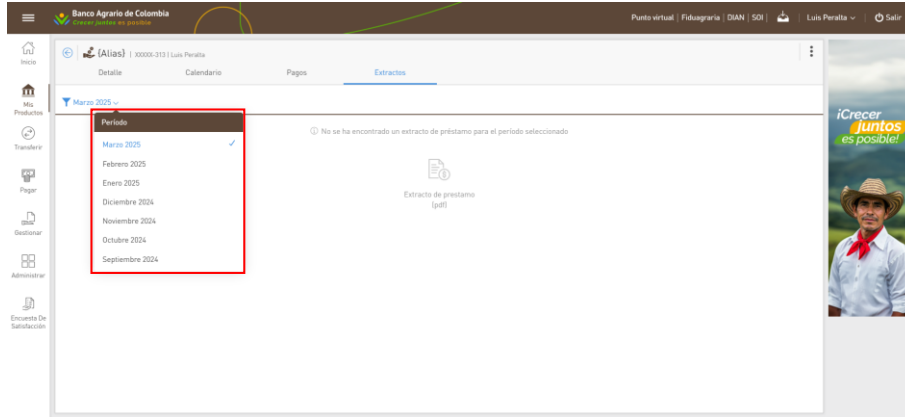 Banco Agrario de Colombia
Crecer juntos es posible
Punto virtual | Fiduagraria | DIAN | SOI | | Luis Peralta | Salir
Inicio
Mis
Productos
Transferir
Pagar
Gestionar
Administrar
Encuesta De
Satisfacción
{Alias} | XXXXX-313 | Luis Peralta
Detalle Calendario Pagos Extractos
Marzo 2025
Período
Marzo 2025
Febrero 2025
Enero 2025
Diciembre 2024
Noviembre 2024
Octubre 2024
Septiembre 2024
No se ha encontrado un extracto de préstamo para el período seleccionado
Extracto de prestamo
(pdf)
¡Crecer
juntos
es posible!